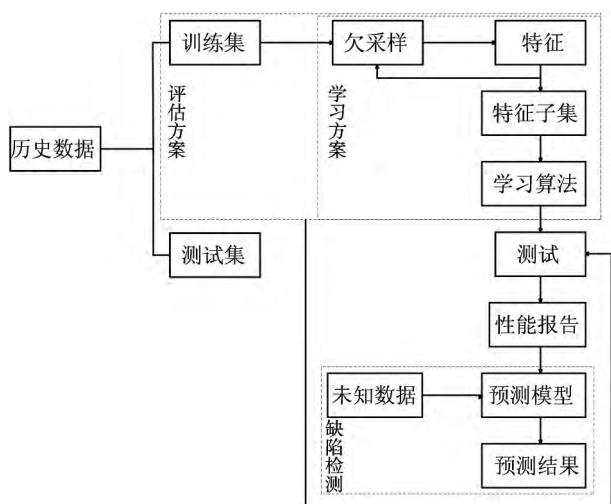 训练集
欠采样
特征
评估方案
学习方案
特征子集
历史数据
学习算法
测试集
测试
性能报告
未知数据
预测模型
缺陷检测
预测结果